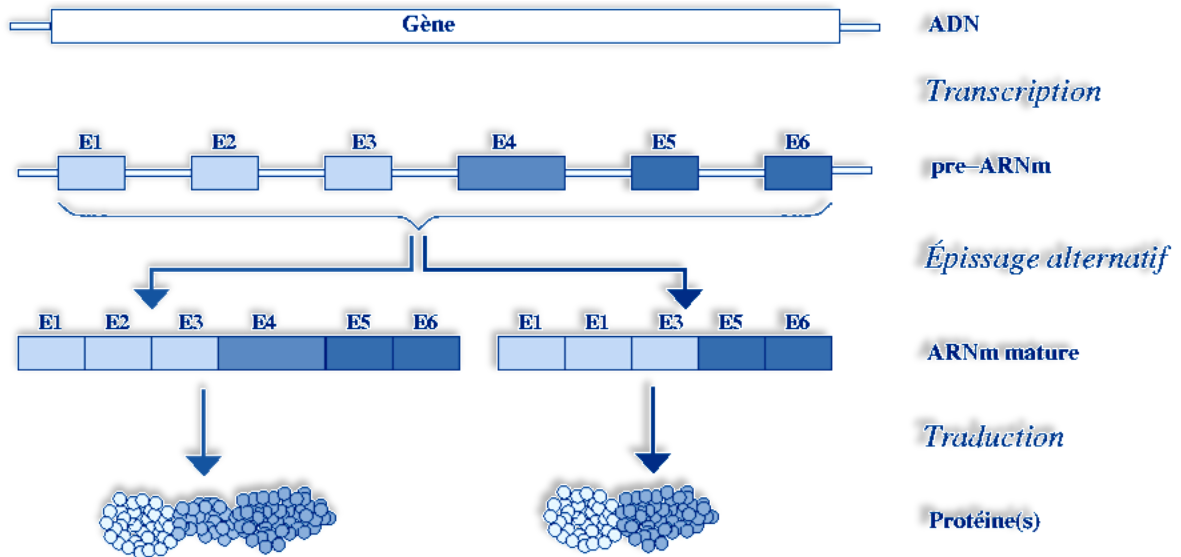 Gène ADN
Transcription
E1 E2 E3 E4 E5 E6
pre–ARNm
Épissage alternatif
E1 E2 E3 E4 E5 E6 E1 E1 E3 E5 E6
ARNm mature
Traduction
Protéine(s)